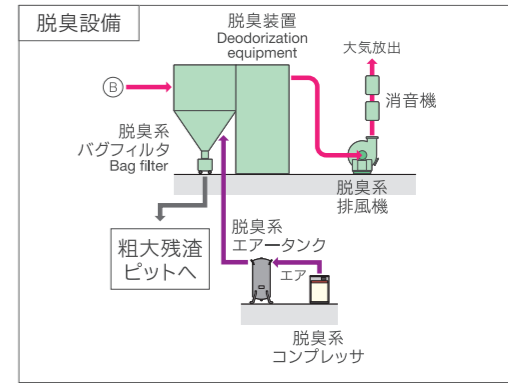 脱臭設備
脱臭装置
Deodorization
equipment
大気放出
B
消音機
脱臭系
バグフィルタ
Bag filter
脱臭系
排風機
粗大残渣
ピットへ
脱臭系
エアータンク
エア
脱臭系
コンプレッサ